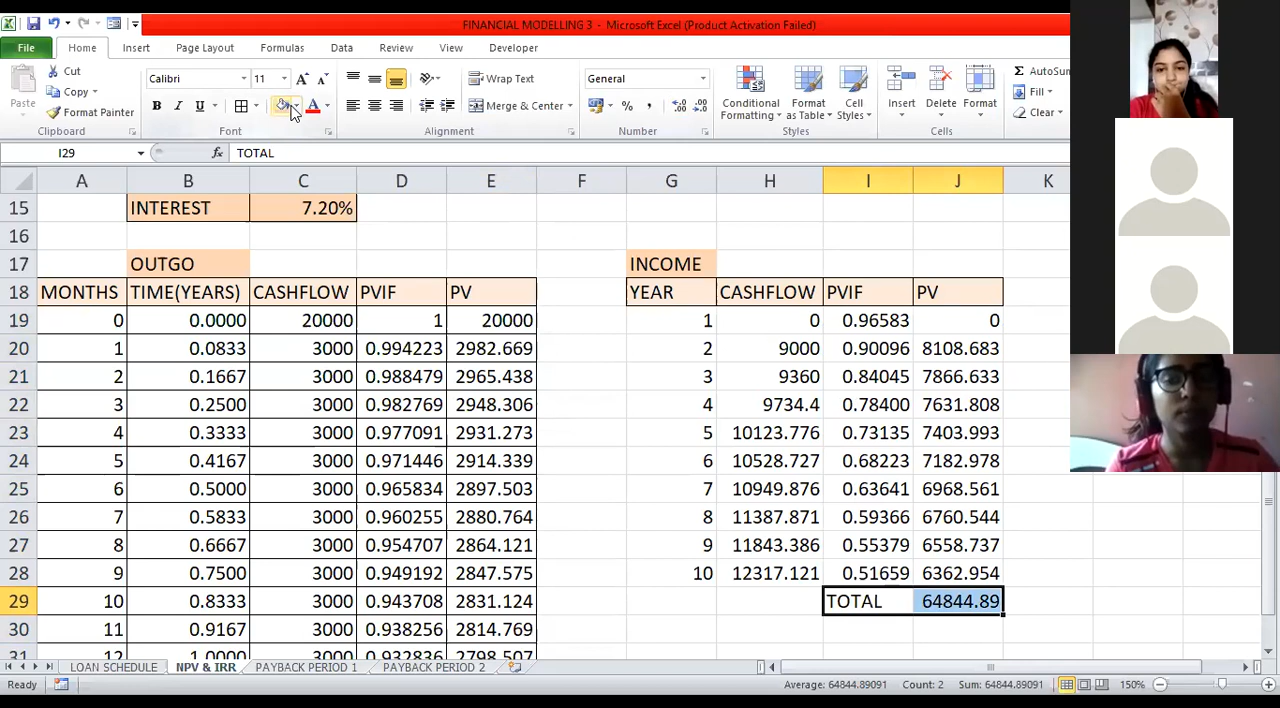 FINANCIAL MODELLING 3 - Microsoft Excel (Product Activation Failed)
File Home Insert Page Layout Formulas Data Review View Developer
Cut
Copy
Format Painter
Paste
Clipboard
Calibri 11
B I U
Font
Wrap Text
Merge & Center
Alignment
General
% ,
Number
Conditional Formatting
Format as Table
Cell Styles
Styles
Insert Delete Format
Cells
Σ AutoSum
Fill
Clear
I29 fx TOTAL
A B C D E F G H I J K
15 INTEREST 7.20%
16
17 OUTGO INCOME
18 MONTHS TIME(YEARS) CASHFLOW PVIF PV YEAR CASHFLOW PVIF PV
19 0 0.0000 20000 1 20000 1 0 0.96583 0
20 1 0.0833 3000 0.994223 2982.669 2 9000 0.90096 8108.683
21 2 0.1667 3000 0.988479 2965.438 3 9360 0.84045 7866.633
22 3 0.2500 3000 0.982769 2948.306 4 9734.4 0.78400 7631.808
23 4 0.3333 3000 0.977091 2931.273 5 10123.776 0.73135 7403.993
24 5 0.4167 3000 0.971446 2914.339 6 10528.727 0.68223 7182.978
25 6 0.5000 3000 0.965834 2897.503 7 10949.876 0.63641 6968.561
26 7 0.5833 3000 0.960255 2880.764 8 11387.871 0.59366 6760.544
27 8 0.6667 3000 0.954707 2864.121 9 11843.386 0.55379 6558.737
28 9 0.7500 3000 0.949192 2847.575 10 12317.121 0.51659 6362.954
29 10 0.8333 3000 0.943708 2831.124 TOTAL 64844.89
30 11 0.9167 3000 0.938256 2814.769
31 12 1.0000 3000 0.932836 2798.507
LOAN SCHEDULE NPV & IRR PAYBACK PERIOD 1 PAYBACK PERIOD 2
Ready Average: 64844.89091 Count: 2 Sum: 64844.89091 150%